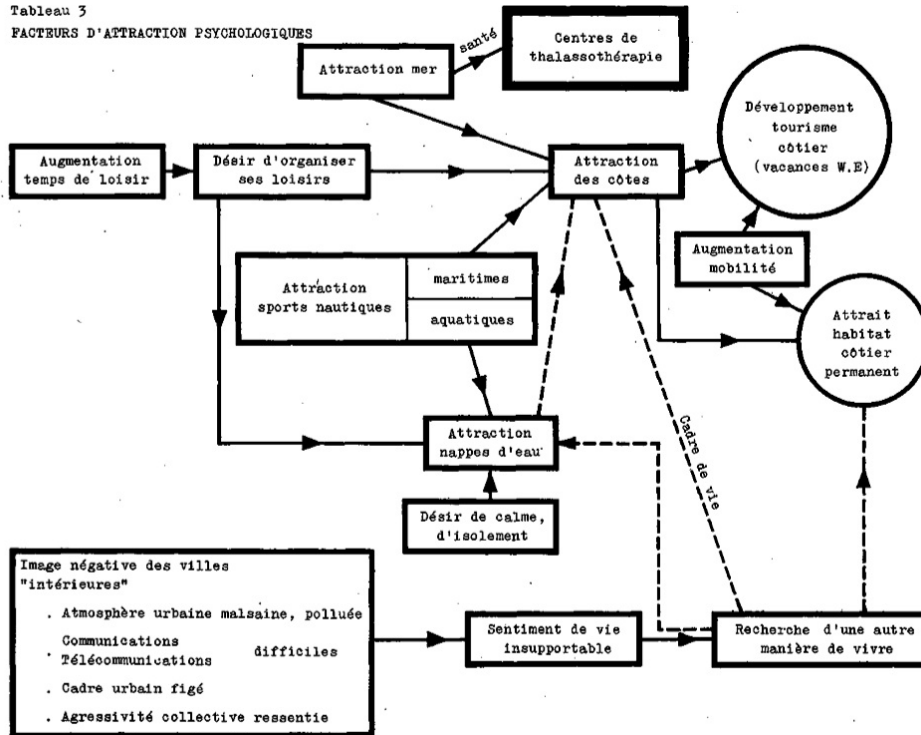 Tableau 3
FACTEURS D'ATTRACTION PSYCHOLOGIQUES
Attraction mer
santé
Centres de
thalassothérapie
Développement
tourisme
côtier
(vacances W.E)
Augmentation
temps de loisir
Désir d'organiser
ses loisirs
Attraction
des côtes
Augmentation
mobilité
Attraction
sports nautiques
maritimes
aquatiques
Attrait
habitat
côtier
permanent
Attraction
nappes d'eau
Cadre de vie
Désir de calme,
d'isolement
Image négative des villes
"intérieures"
. Atmosphère urbaine malsaine, polluée
. Communications
Télécommunications
difficiles
. Cadre urbain figé
. Agressivité collective ressentie
Sentiment de vie
insupportable
Recherche d'une autre
manière de vivre